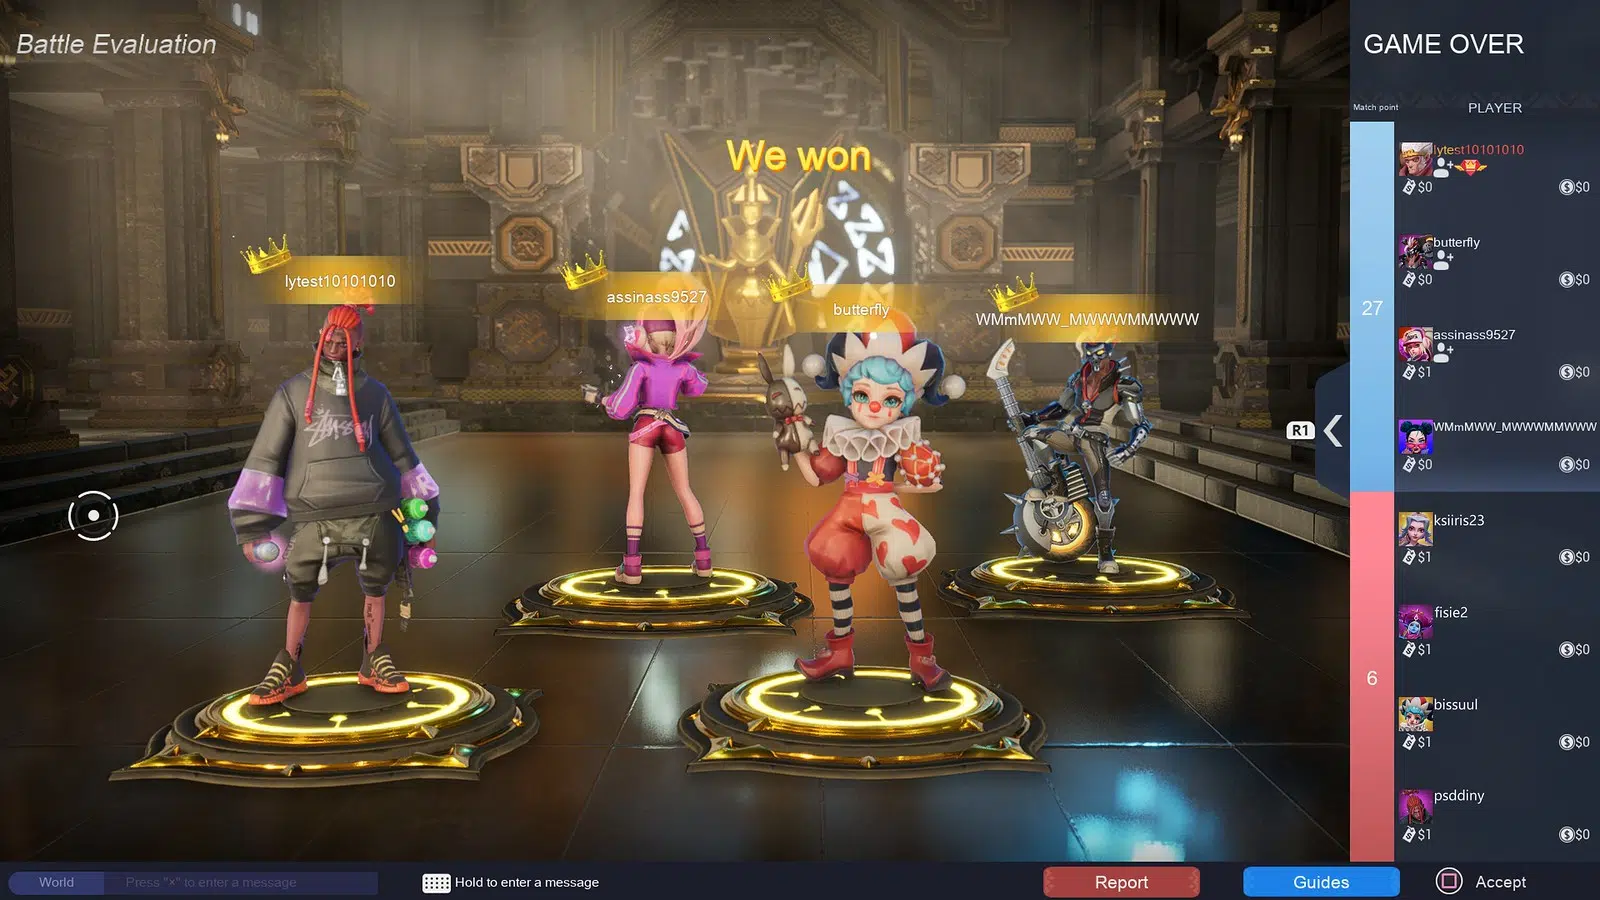 Battle Evaluation
GAME OVER
Match point
PLAYER
We won
lytest10101010
assinass9527
butterfly
WMmMWW_MWWWMMWWW
STUSSY
27
lytest10101010
$0
$0
butterfly
$0
$0
assinass9527
$1
$0
WMmMWW_MWWWMMWWW
$0
$0
R1
6
ksiiris23
$1
$0
fisie2
$1
$0
bissuul
$1
$0
psddiny
$1
$0
World
Press "×" to enter a message
Hold to enter a message
Report
Guides
Accept